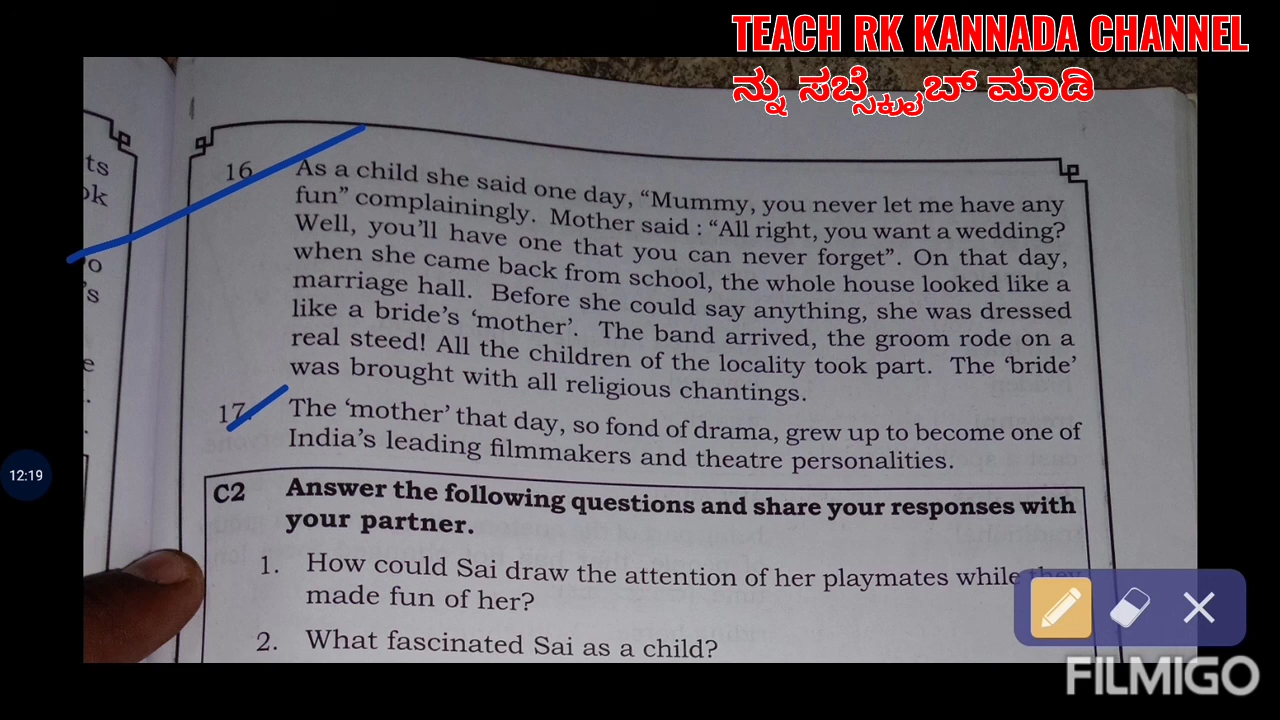 TEACH RK KANNADA CHANNEL
ನ್ನು ಸಬ್ಸ್ಕ್ರೈಬ್ ಮಾಡಿ
ts
ok
o
's
e
16 As a child she said one day, “Mummy, you never let me have any
fun” complainingly. Mother said : “All right, you want a wedding?
Well, you’ll have one that you can never forget”. On that day,
when she came back from school, the whole house looked like a
marriage hall. Before she could say anything, she was dressed
like a bride’s ‘mother’. The band arrived, the groom rode on a
real steed! All the children of the locality took part. The ‘bride’
was brought with all religious chantings.
17. The ‘mother’ that day, so fond of drama, grew up to become one of
India’s leading filmmakers and theatre personalities.
12:19
C2 Answer the following questions and share your responses with
your partner.
1. How could Sai draw the attention of her playmates while they
made fun of her?
2. What fascinated Sai as a child?
FILMIGO